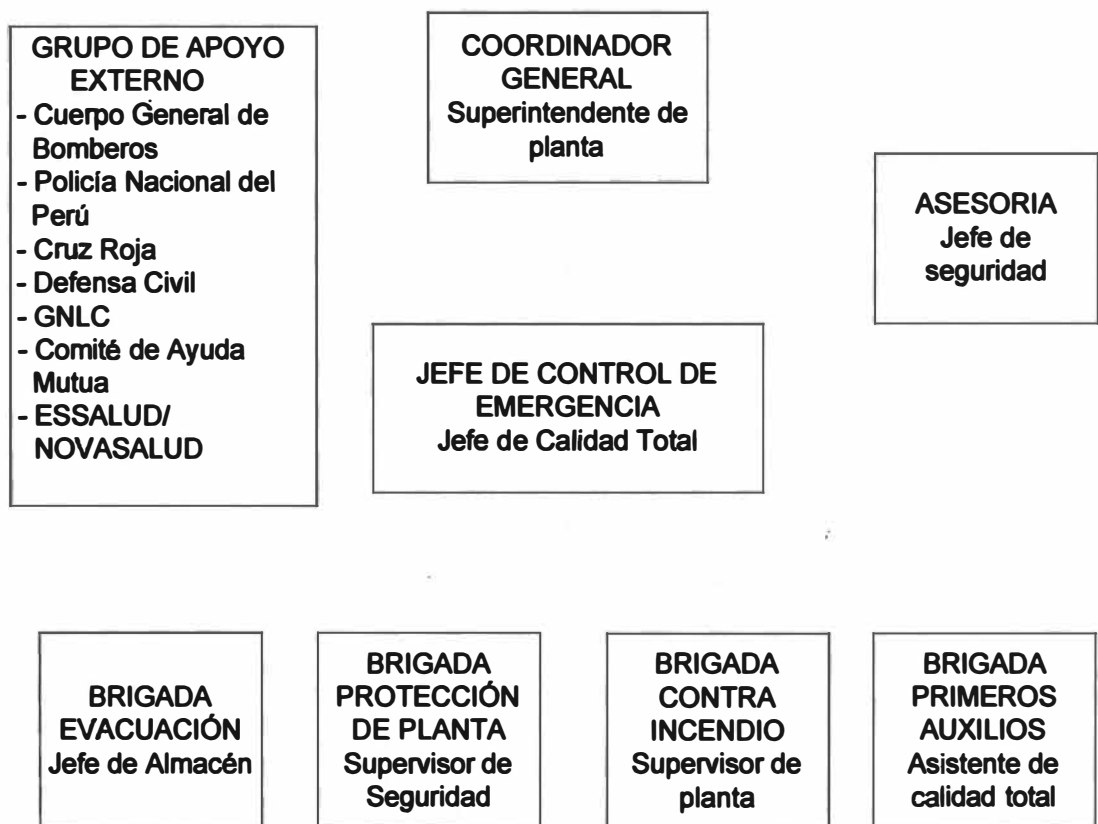 GRUPO DE APOYO
EXTERNO
- Cuerpo General de
Bomberos
- Policía Nacional del
Perú
- Cruz Roja
- Defensa Civil
- GNLC
- Comité de Ayuda
Mutua
- ESSALUD/
NOVASALUD
COORDINADOR
GENERAL
Superintendente de
planta
ASESORIA
Jefe de
seguridad
JEFE DE CONTROL DE
EMERGENCIA
Jefe de Calidad Total
BRIGADA
EVACUACIÓN
Jefe de Almacén
BRIGADA
PROTECCIÓN
DE PLANTA
Supervisor de
Seguridad
BRIGADA
CONTRA
INCENDIO
Supervisor de
planta
BRIGADA
PRIMEROS
AUXILIOS
Asistente de
calidad total